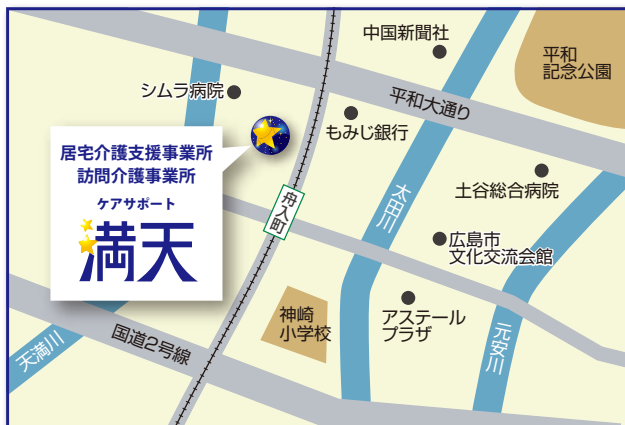 中国新聞社
平和
記念公園
シムラ病院
平和大通り
もみじ銀行
居宅介護支援事業所
訪問介護事業所
ケアサポート
満天
土谷総合病院
舟入町
太田川
広島市
文化交流会館
アステール
プラザ
神崎
小学校
国道2号線
天満川
元安川